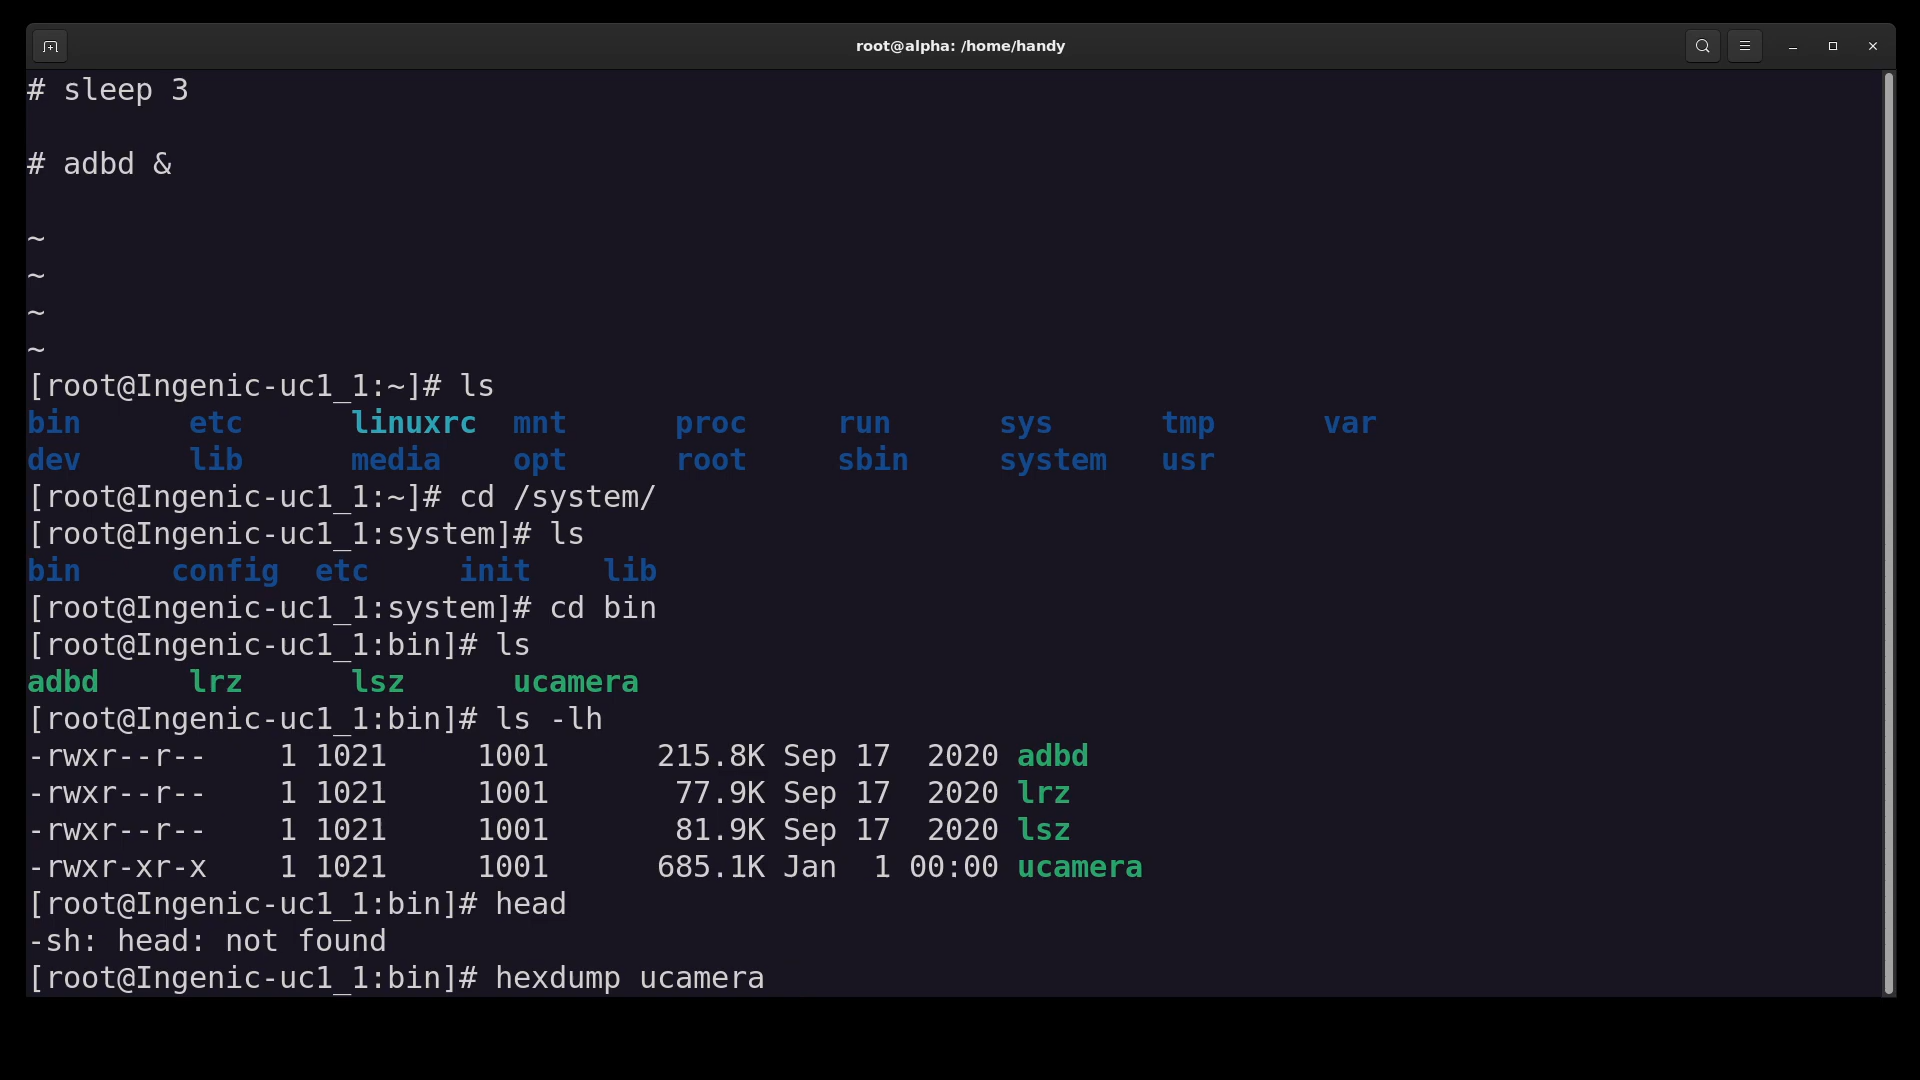 root@alpha: /home/handy
# sleep 3
# adbd &
~
~
~
~
[root@Ingenic-uc1_1:~]# ls
bin      etc      linuxrc  mnt      proc     run      sys      tmp      var
dev      lib      media    opt      root     sbin     system   usr
[root@Ingenic-uc1_1:~]# cd /system/
[root@Ingenic-uc1_1:system]# ls
bin     config  etc     init    lib
[root@Ingenic-uc1_1:system]# cd bin
[root@Ingenic-uc1_1:bin]# ls
adbd     lrz      lsz      ucamera
[root@Ingenic-uc1_1:bin]# ls -lh
-rwxr--r--    1 1021     1001      215.8K Sep 17  2020 adbd
-rwxr--r--    1 1021     1001       77.9K Sep 17  2020 lrz
-rwxr--r--    1 1021     1001       81.9K Sep 17  2020 lsz
-rwxr-xr-x    1 1021     1001      685.1K Jan  1 00:00 ucamera
[root@Ingenic-uc1_1:bin]# head
-sh: head: not found
[root@Ingenic-uc1_1:bin]# hexdump ucamera